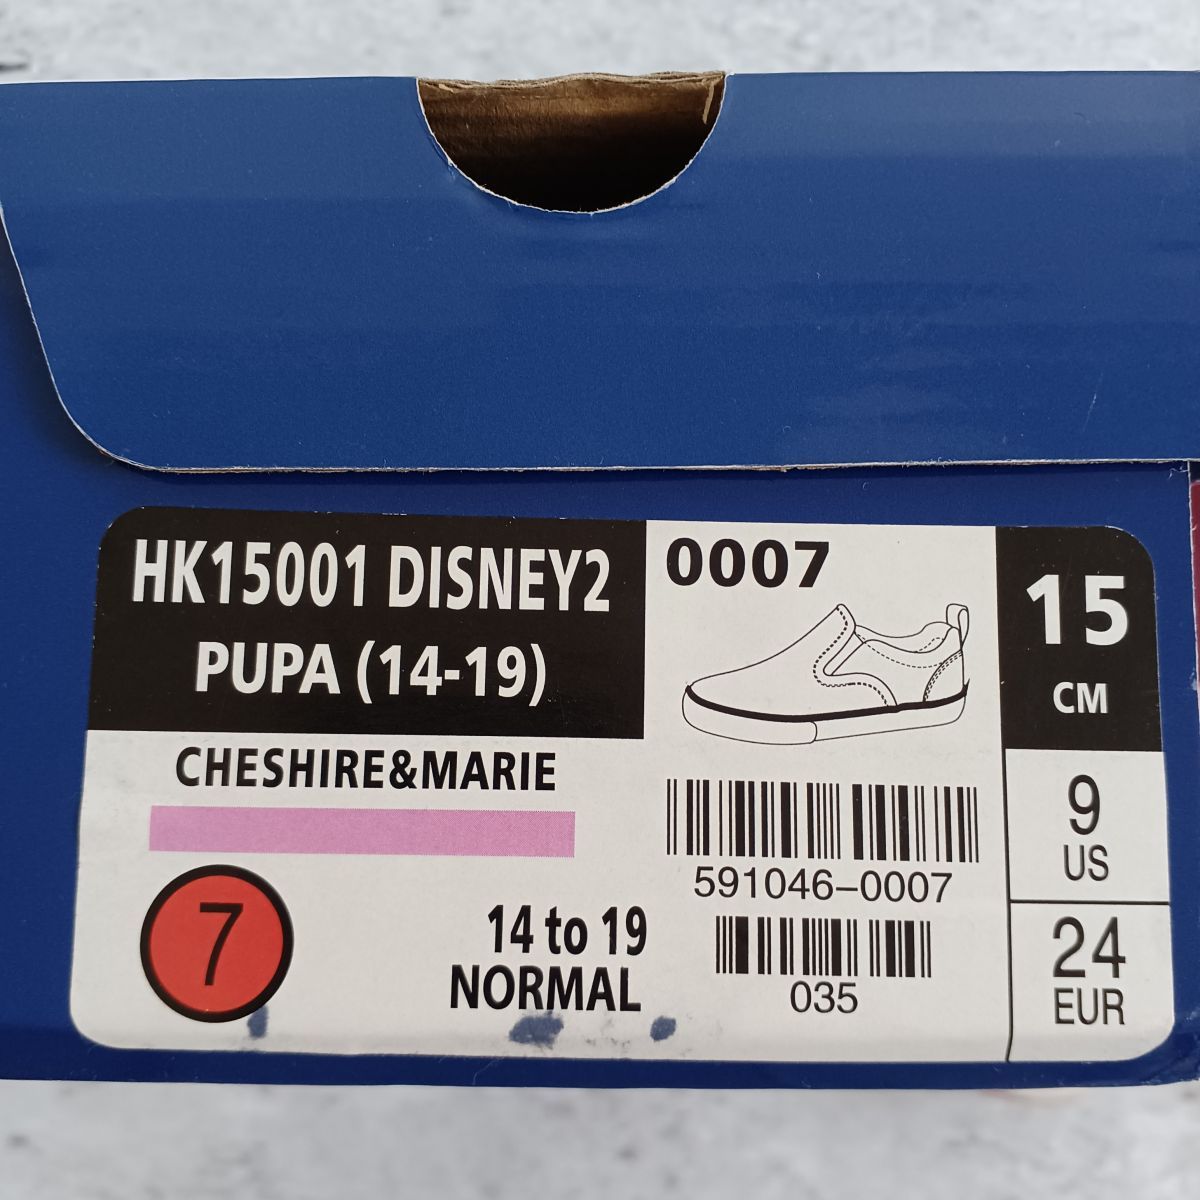 HK15001 DISNEY2
PUPA (14-19)
0007
15
CM
CHESHIRE&MARIE
7
14 to 19
NORMAL
591046-0007
035
9
US
24
EUR